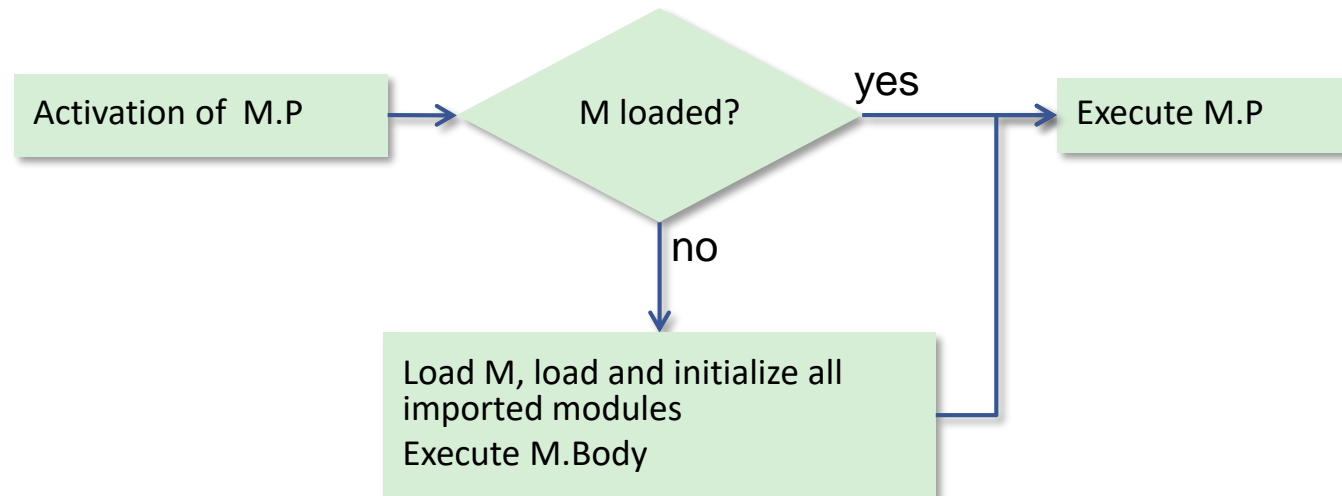 Activation of  M.P
M loaded?
yes
Execute M.P
no
Load M, load and initialize all
imported modules
Execute M.Body